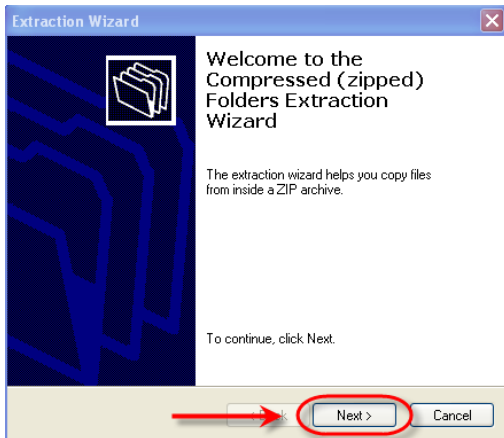 Extraction Wizard
Welcome to the
Compressed (zipped)
Folders Extraction
Wizard
The extraction wizard helps you copy files
from inside a ZIP archive.
To continue, click Next.
Next >
Cancel